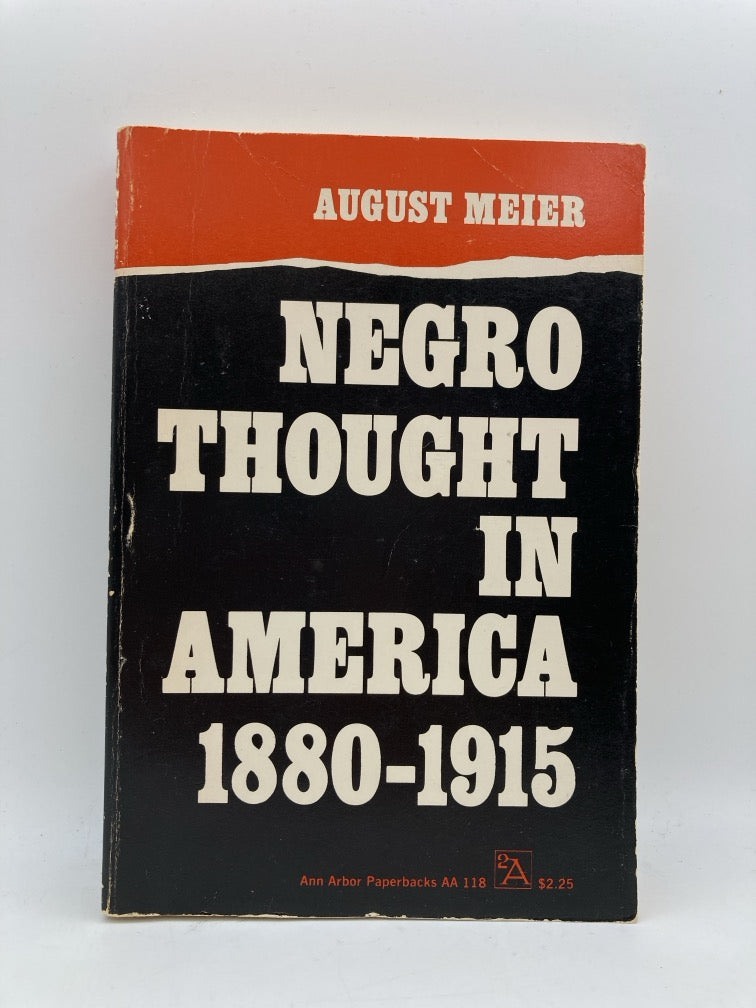 AUGUST MEIER
NEGRO
THOUGHT
IN
AMERICA
1880-1915
Ann Arbor Paperbacks AA 118 2A $2.25